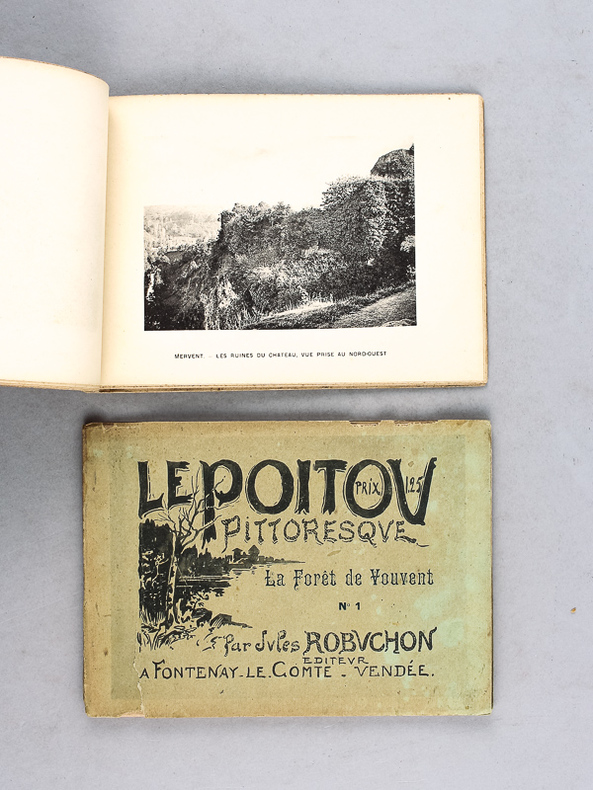 MERVENT. — LES RUINES DU CHATEAU, VUE PRISE AU NORD-OUEST
LE POITOV
PRIX 1.25
PITTORESQVE
La Forêt de Vouvent
N° 1
Par JVles ROBVCHON
EDITEVR
A FONTENAY-LE-COMTE - VENDÉE.